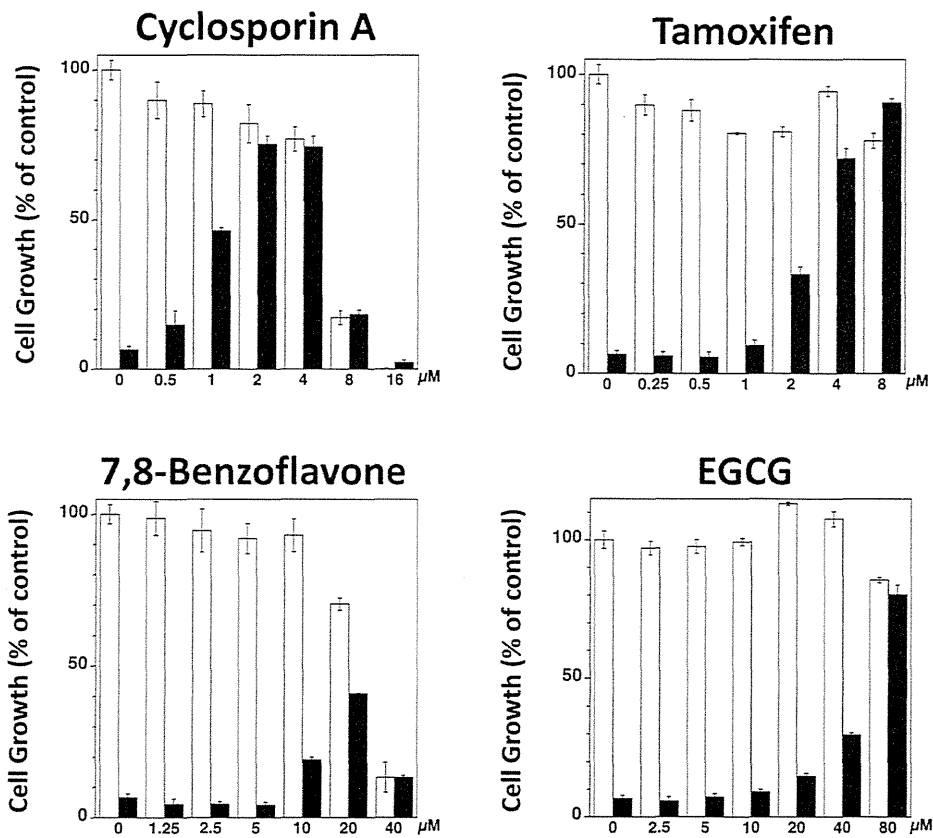 Cyclosporin A
Cell Growth (% of control)
100
50
0
0 0.5 1 2 4 8 16 μM
Tamoxifen
Cell Growth (% of control)
100
50
0
0 0.25 0.5 1 2 4 8 μM
7,8-Benzoflavone
Cell Growth (% of control)
100
50
0
0 1.25 2.5 5 10 20 40 μM
EGCG
Cell Growth (% of control)
100
50
0
0 2.5 5 10 20 40 80 μM